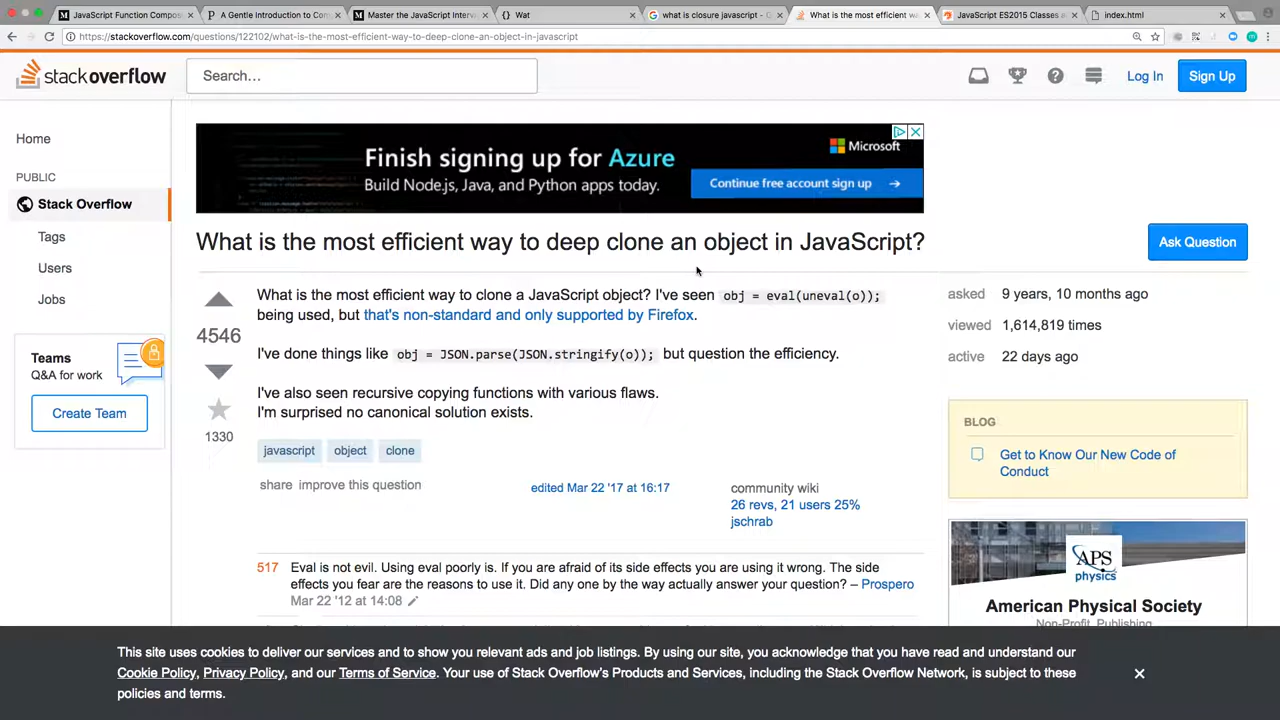 JavaScript Function Compos
A Gentle Introduction to Com
Master the JavaScript Interv
Wat
what is closure javascript - G
What is the most efficient wa
JavaScript ES2015 Classes a
index.html
https://stackoverflow.com/questions/122102/what-is-the-most-efficient-way-to-deep-clone-an-object-in-javascript
stackoverflow
Search...
Log In
Sign Up
Home
PUBLIC
Stack Overflow
Tags
Users
Jobs
Teams
Q&A for work
Create Team
Finish signing up for Azure
Build Node.js, Java, and Python apps today.
Microsoft
Continue free account sign up →
What is the most efficient way to deep clone an object in JavaScript?
Ask Question
4546
1330
What is the most efficient way to clone a JavaScript object? I've seen obj = eval(uneval(o));
being used, but that's non-standard and only supported by Firefox.
I've done things like obj = JSON.parse(JSON.stringify(o)); but question the efficiency.
I've also seen recursive copying functions with various flaws.
I'm surprised no canonical solution exists.
javascript object clone
share improve this question
edited Mar 22 '17 at 16:17
community wiki
26 revs, 21 users 25%
jschrab
517 Eval is not evil. Using eval poorly is. If you are afraid of its side effects you are using it wrong. The side
effects you fear are the reasons to use it. Did any one by the way actually answer your question? – Prospero
Mar 22 '12 at 14:08
asked 9 years, 10 months ago
viewed 1,614,819 times
active 22 days ago
BLOG
Get to Know Our New Code of
Conduct
APS
physics
American Physical Society
Non-Profit, Publishing
This site uses cookies to deliver our services and to show you relevant ads and job listings. By using our site, you acknowledge that you have read and understand our
Cookie Policy, Privacy Policy, and our Terms of Service. Your use of Stack Overflow's Products and Services, including the Stack Overflow Network, is subject to these
policies and terms.